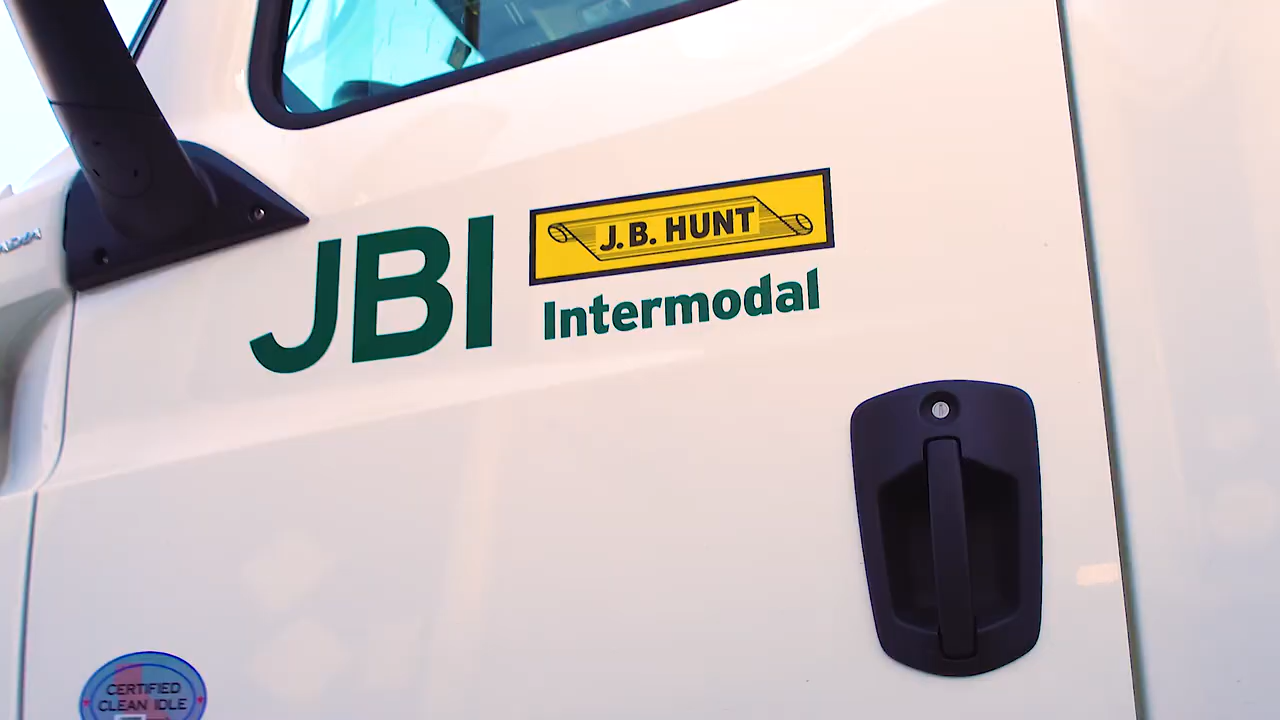 JBI
J.B. HUNT
Intermodal
CERTIFIED
CLEAN IDLE